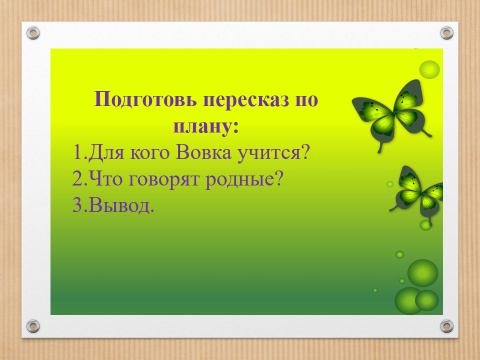 Подготовь пересказ по
плану:
1.Для кого Вовка учится?
2.Что говорят родные?
3.Вывод.